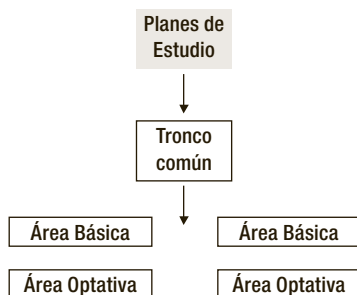 Planes de
Estudio
Tronco
común
Área Básica
Área Básica
Área Optativa
Área Optativa